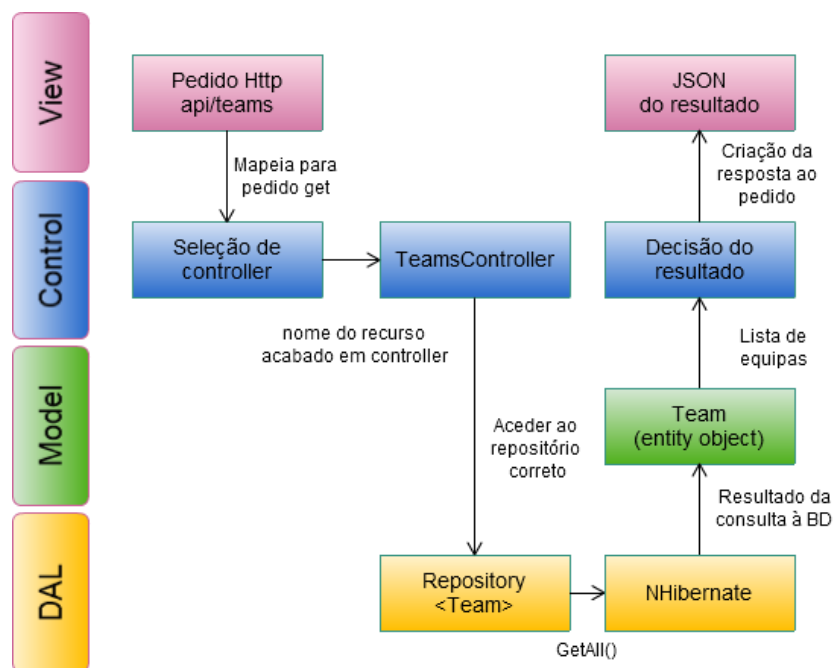 View
Pedido Http
api/teams
JSON
do resultado
Mapeia para
pedido get
Criação da
resposta ao
pedido
Control
Seleção de
controller
TeamsController
Decisão do
resultado
nome do recurso
acabado em controller
Lista de
equipas
Model
Team
(entity object)
Aceder ao
repositório
correto
Resultado da
consulta à BD
DAL
Repository
<Team>
NHibernate
GetAll()